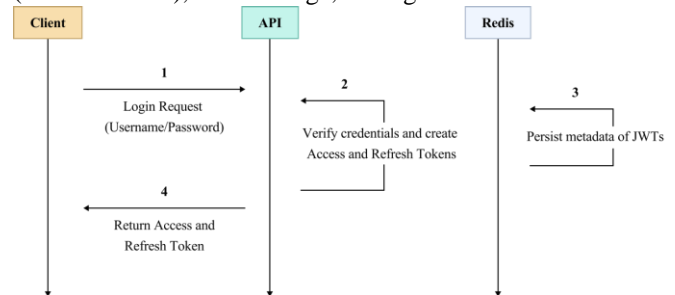 Client
API
Redis
1
Login Request
(Username/Password)
2
Verify credentials and create
Access and Refresh Tokens
3
Persist metadata of JWTs
4
Return Access and
Refresh Token